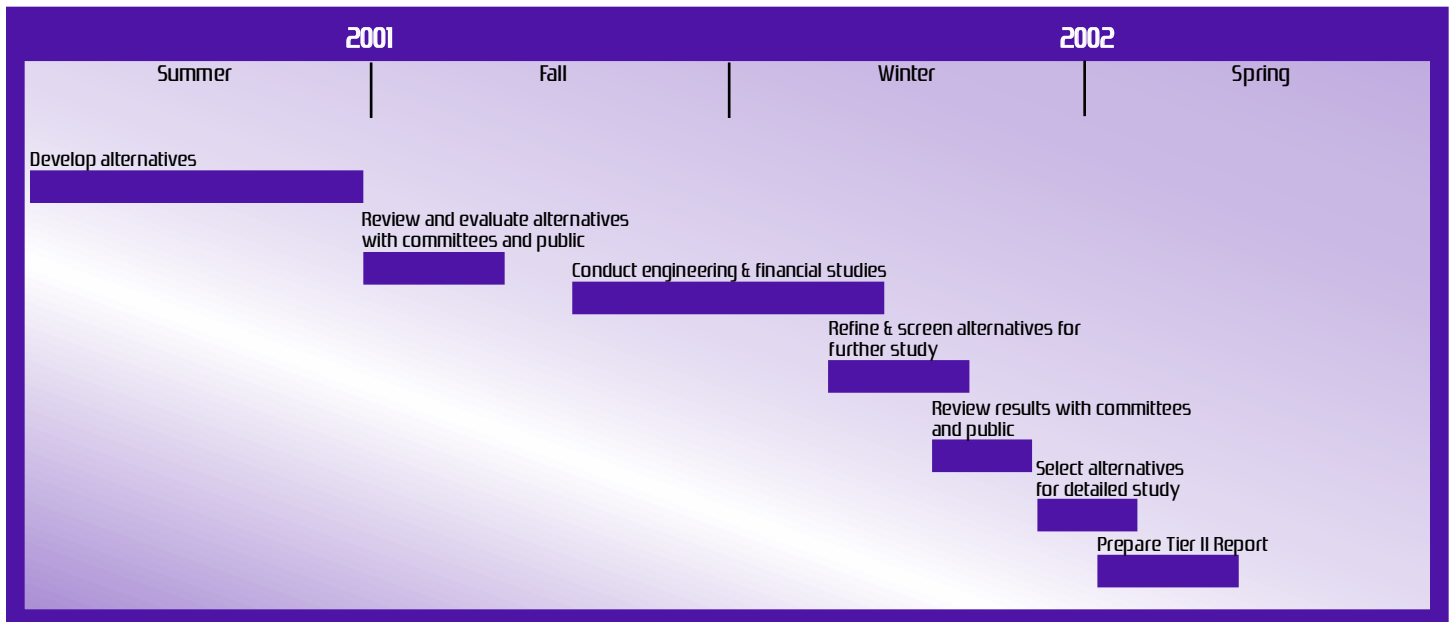 2001
2002
Summer
Fall
Winter
Spring
Develop alternatives
Review and evaluate alternatives
with committees and public
Conduct engineering & financial studies
Refine & screen alternatives for
further study
Review results with committees
and public
Select alternatives
for detailed study
Prepare Tier II Report